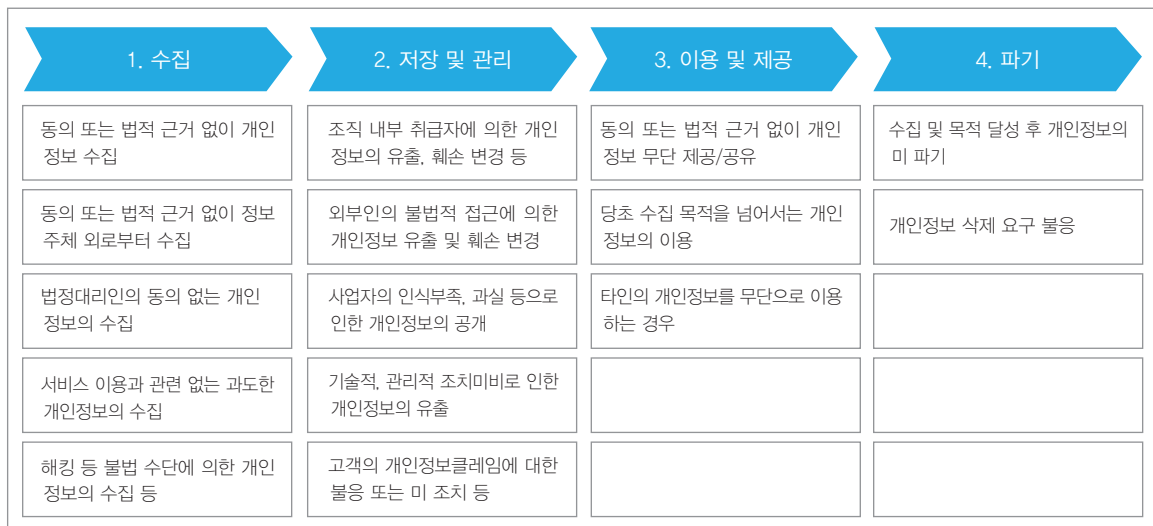 1. 수집
동의 또는 법적 근거 없이 개인
정보 수집
동의 또는 법적 근거 없이 정보
주체 외로부터 수집
법정대리인의 동의 없는 개인
정보의 수집
서비스 이용과 관련 없는 과도한
개인정보의 수집
해킹 등 불법 수단에 의한 개인
정보의 수집 등
2. 저장 및 관리
조직 내부 취급자에 의한 개인
정보의 유출, 훼손 변경 등
외부인의 불법적 접근에 의한
개인정보 유출 및 훼손 변경
사업자의 인식부족, 과실 등으로
인한 개인정보의 공개
기술적, 관리적 조치미비로 인한
개인정보의 유출
고객의 개인정보클레임에 대한
불응 또는 미 조치 등
3. 이용 및 제공
동의 또는 법적 근거 없이 개인
정보 무단 제공/공유
당초 수집 목적을 넘어서는 개인
정보의 이용
타인의 개인정보를 무단으로 이용
하는 경우
4. 파기
수집 및 목적 달성 후 개인정보의
미 파기
개인정보 삭제 요구 불응